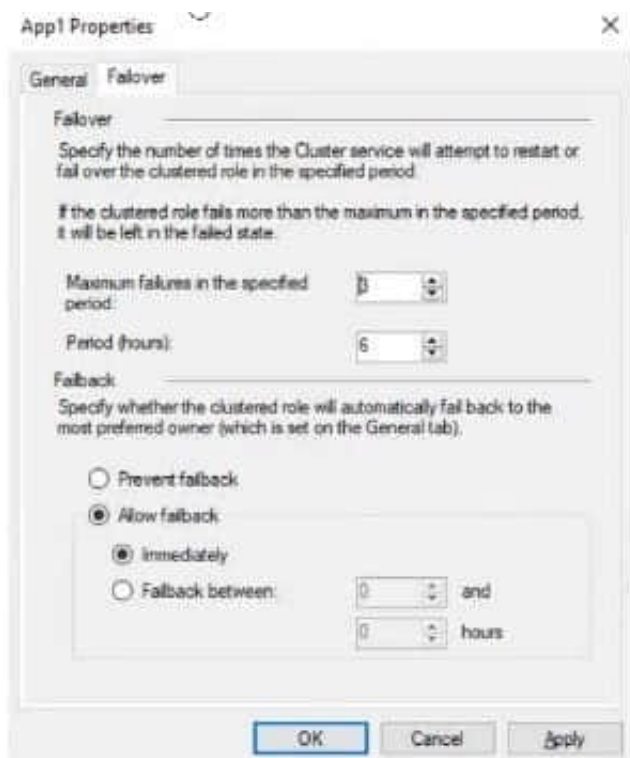 App1 Properties
General Failover
Failover
Specify the number of times the Cluster service will attempt to restart or
fail over the clustered role in the specified period.
If the clustered role fails more than the maximum in the specified period,
it will be left in the failed state.
Maximum failures in the specified
period:
Period (hours): 6
Failback
Specify whether the clustered role will automatically fail back to the
most preferred owner (which is set on the General tab).
Prevent failback
Allow failback
Immediately
Failback between: 0 and
0 hours
OK Cancel Apply